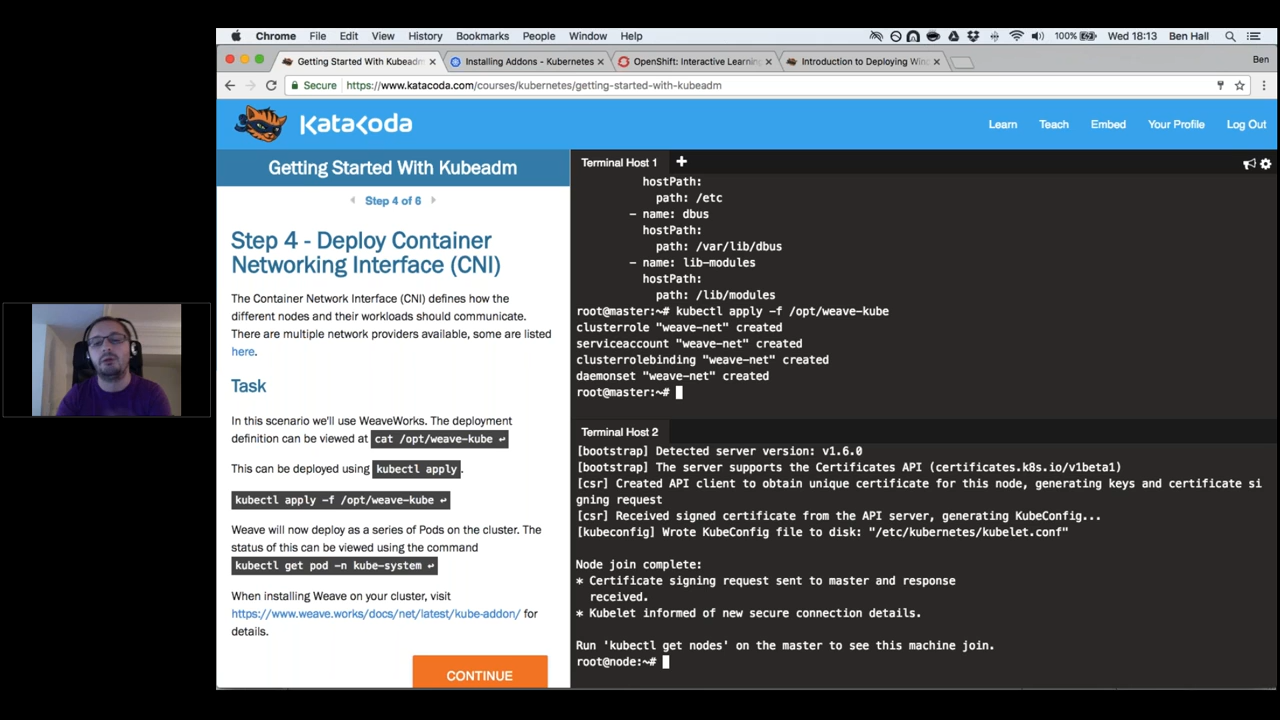 Chrome File Edit View History Bookmarks People Window Help 100% Wed 18:13 Ben Hall
Getting Started With Kubeadm Installing Addons - Kubernetes OpenShift: Interactive Learning Introduction to Deploying Win Ben
Secure https://www.katacoda.com/courses/kubernetes/getting-started-with-kubeadm
Katacoda Learn Teach Embed Your Profile Log Out
Getting Started With Kubeadm
Step 4 of 6
Step 4 - Deploy Container
Networking Interface (CNI)
The Container Network Interface (CNI) defines how the
different nodes and their workloads should communicate.
There are multiple network providers available, some are listed
here.
Task
In this scenario we'll use WeaveWorks. The deployment
definition can be viewed at cat /opt/weave-kube ↵
This can be deployed using kubectl apply.
kubectl apply -f /opt/weave-kube ↵
Weave will now deploy as a series of Pods on the cluster. The
status of this can be viewed using the command
kubectl get pod -n kube-system ↵
When installing Weave on your cluster, visit
https://www.weave.works/docs/net/latest/kube-addon/ for
details.
CONTINUE
Terminal Host 1 +
hostPath:
path: /etc
- name: dbus
hostPath:
path: /var/lib/dbus
- name: lib-modules
hostPath:
path: /lib/modules
root@master:~# kubectl apply -f /opt/weave-kube
clusterrole "weave-net" created
serviceaccount "weave-net" created
clusterrolebinding "weave-net" created
daemonset "weave-net" created
root@master:~#
Terminal Host 2
[bootstrap] Detected server version: v1.6.0
[bootstrap] The server supports the Certificates API (certificates.k8s.io/v1beta1)
[csr] Created API client to obtain unique certificate for this node, generating keys and certificate si
gning request
[csr] Received signed certificate from the API server, generating KubeConfig...
[kubeconfig] Wrote KubeConfig file to disk: "/etc/kubernetes/kubelet.conf"
Node join complete:
* Certificate signing request sent to master and response
received.
* Kubelet informed of new secure connection details.
Run 'kubectl get nodes' on the master to see this machine join.
root@node:~#